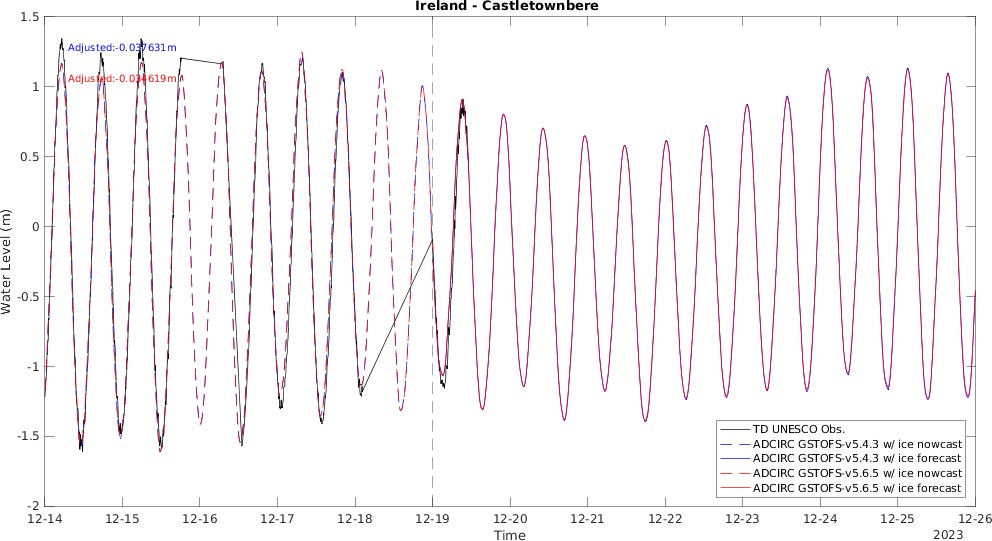 Ireland - Castletownbere
1.5
1
0.5
0
-0.5
-1
-1.5
-2
Water Level (m)
Adjusted:-0.037631m
Adjusted:-0.036619m
TD UNESCO Obs.
ADCIRC GSTOFS-v5.4.3 w/ ice nowcast
ADCIRC GSTOFS-v5.4.3 w/ ice forecast
ADCIRC GSTOFS-v5.6.5 w/ ice nowcast
ADCIRC GSTOFS-v5.6.5 w/ ice forecast
12-14 12-15 12-16 12-17 12-18 12-19 12-20 12-21 12-22 12-23 12-24 12-25 12-26
Time
2023